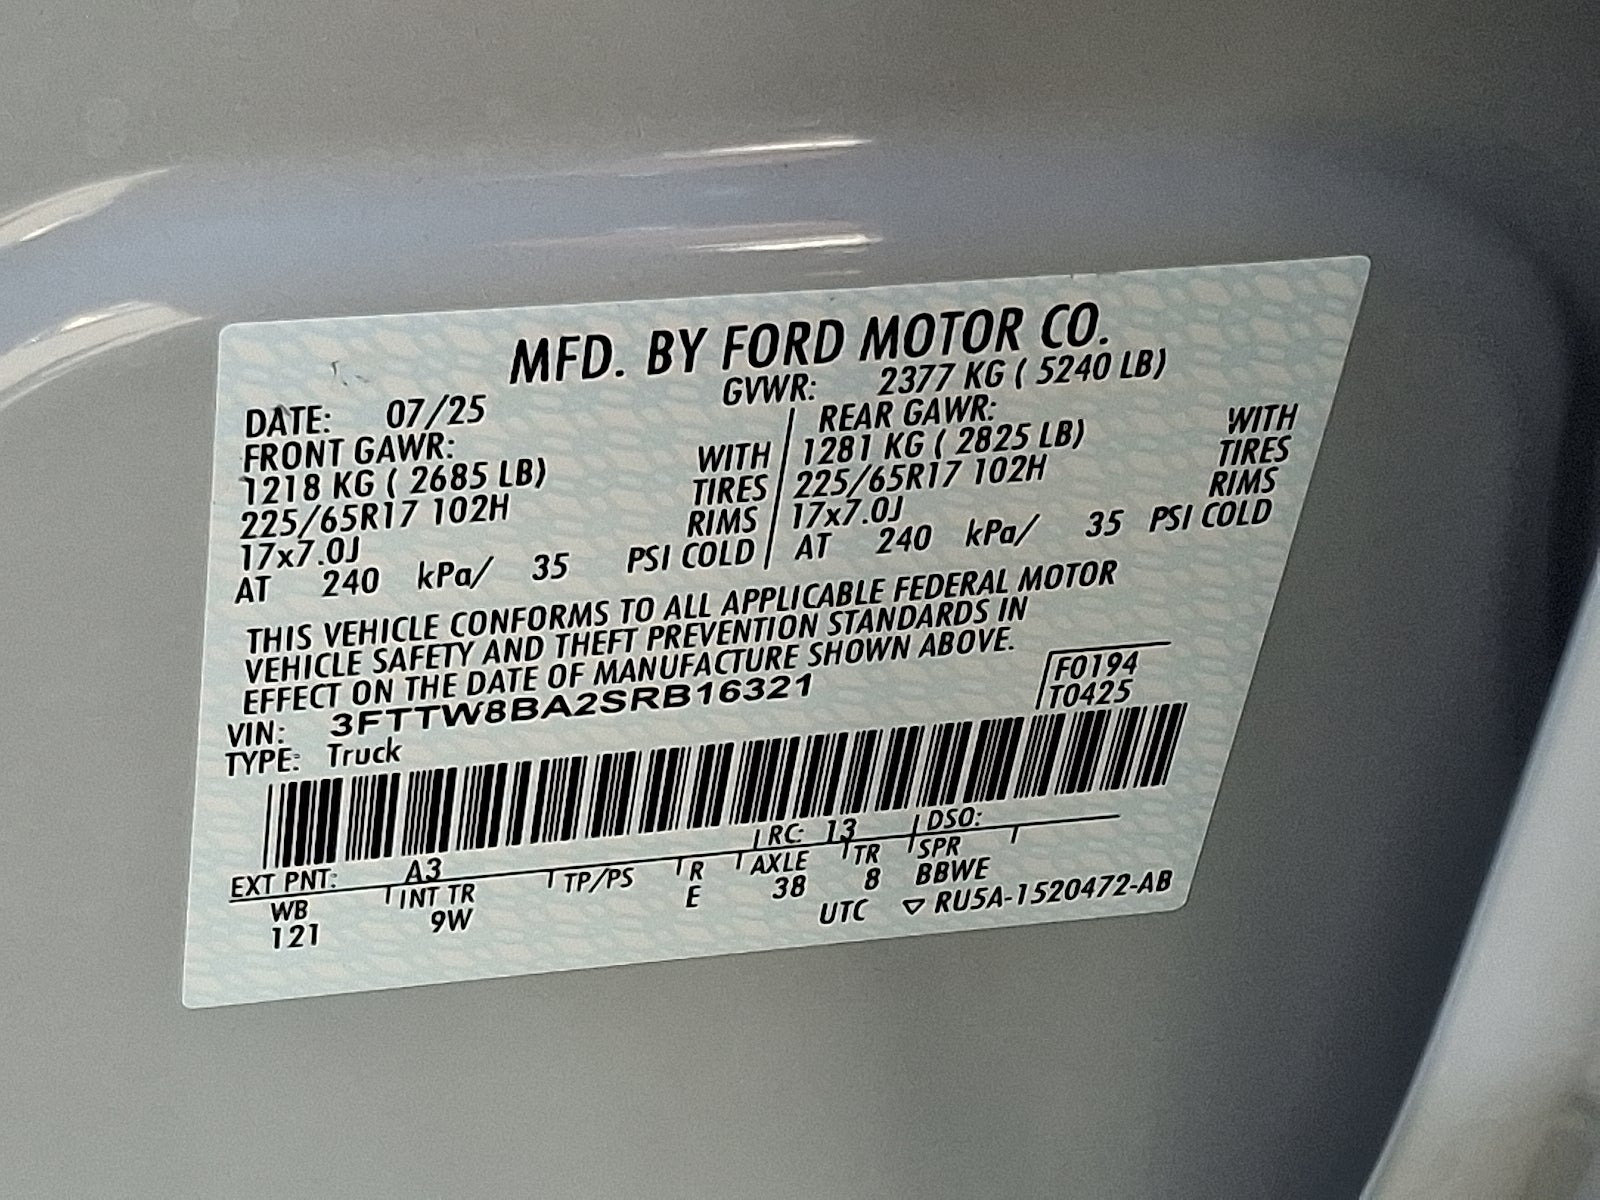 MFD. BY FORD MOTOR CO.
DATE: 07/25 GVWR: 2377 KG ( 5240 LB)
FRONT GAWR: REAR GAWR:
1218 KG ( 2685 LB) WITH 1281 KG ( 2825 LB) WITH
225/65R17 102H TIRES 225/65R17 102H TIRES
17x7.0J RIMS 17x7.0J RIMS
AT 240 kPa/ 35 PSI COLD AT 240 kPa/ 35 PSI COLD
THIS VEHICLE CONFORMS TO ALL APPLICABLE FEDERAL MOTOR
VEHICLE SAFETY AND THEFT PREVENTION STANDARDS IN
EFFECT ON THE DATE OF MANUFACTURE SHOWN ABOVE.
VIN: 3FTTW8BA2SRB16321 F0194
TYPE: Truck T0425
EXT PNT: A3 RC: 13 DSO:
WB INT TR TP/PS R AXLE TR SPR
121 9W E 38 8 BBWE
UTC ▽ RU5A-1520472-AB